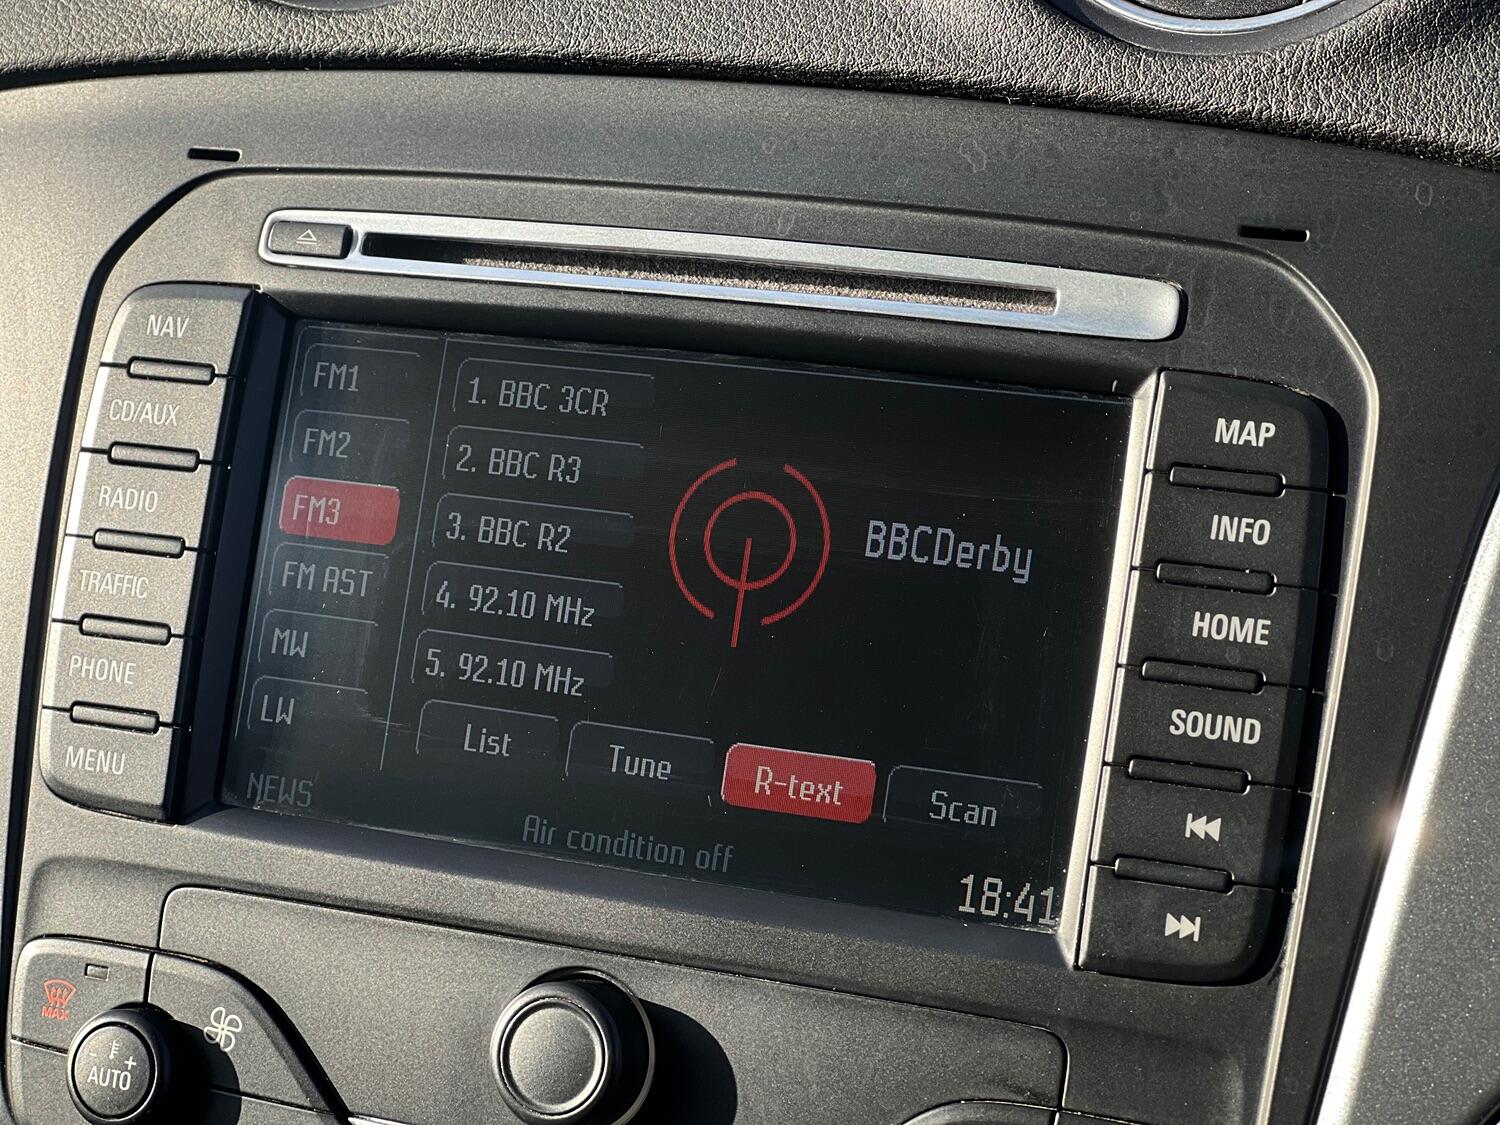 NAV
CD/AUX
RADIO
TRAFFIC
PHONE
MENU
FM1
FM2
FM3
FM AST
MW
LW
NEWS
1. BBC 3CR
2. BBC R3
3. BBC R2
4. 92.10 MHz
5. 92.10 MHz
BBCDerby
List
Tune
R-text
Scan
Air condition off
18:41
MAP
INFO
HOME
SOUND
MAX
- +
AUTO